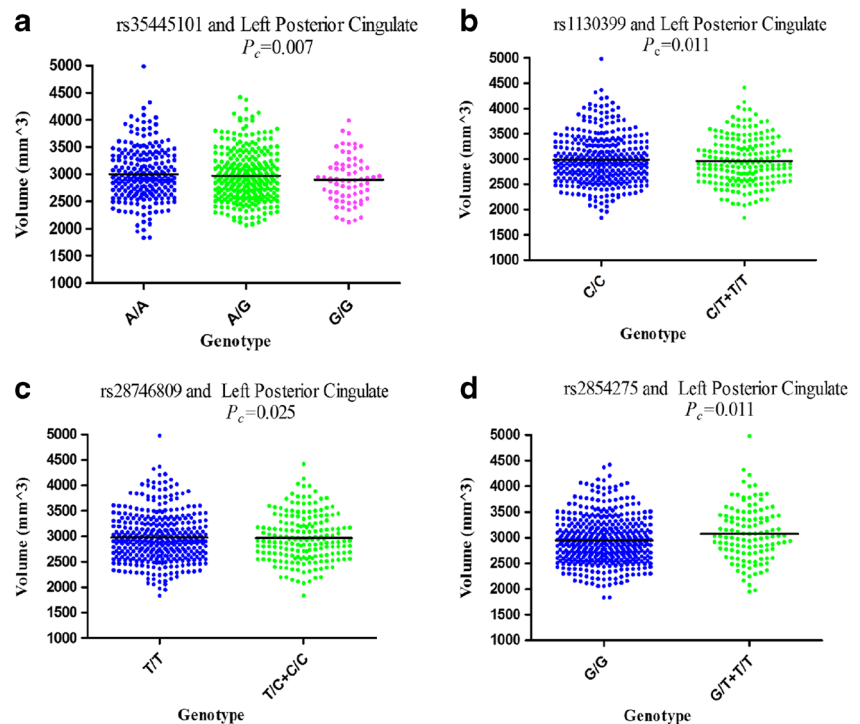 a
rs35445101 and Left Posterior Cingulate
Pc=0.007
Volume (mm^3)
5000
4500
4000
3500
3000
2500
2000
1500
1000
A/A
A/G
G/G
Genotype
b
rs1130399 and Left Posterior Cingulate
Pc=0.011
Volume (mm^3)
5000
4500
4000
3500
3000
2500
2000
1500
1000
C/C
C/T+T/T
Genotype
c
rs28746809 and Left Posterior Cingulate
Pc=0.025
Volume (mm^3)
5000
4500
4000
3500
3000
2500
2000
1500
1000
T/T
T/C+C/C
Genotype
d
rs2854275 and Left Posterior Cingulate
Pc=0.011
Volume (mm^3)
5000
4500
4000
3500
3000
2500
2000
1500
1000
G/G
G/T+T/T
Genotype